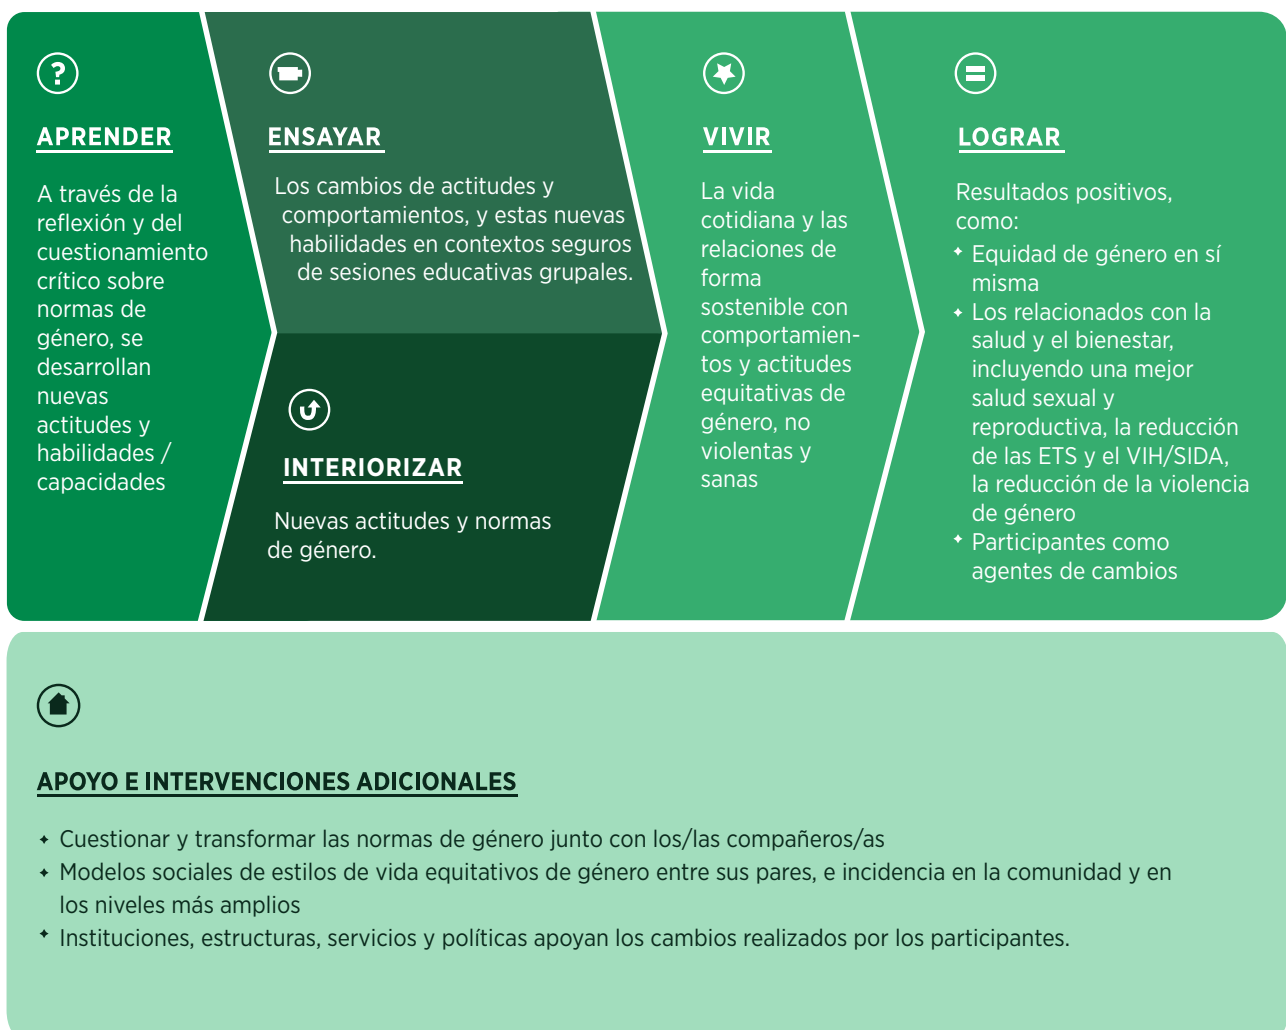 ?
APRENDER
A través de la
reflexión y del
cuestionamiento
crítico sobre
normas de
género, se
desarrollan
nuevas
actitudes y
habilidades /
capacidades
ENSAYAR
Los cambios de actitudes y
comportamientos, y estas nuevas
habilidades en contextos seguros
de sesiones educativas grupales.
INTERIORIZAR
Nuevas actitudes y normas
de género.
VIVIR
La vida
cotidiana y las
relaciones de
forma
sostenible con
comportamien-
tos y actitudes
equitativas de
género, no
violentas y
sanas
LOGRAR
Resultados positivos,
como:
Equidad de género en sí
misma
Los relacionados con la
salud y el bienestar,
incluyendo una mejor
salud sexual y
reproductiva, la reducción
de las ETS y el VIH/SIDA,
la reducción de la violencia
de género
Participantes como
agentes de cambios
APOYO E INTERVENCIONES ADICIONALES
Cuestionar y transformar las normas de género junto con los/las compañeros/as
Modelos sociales de estilos de vida equitativos de género entre sus pares, e incidencia en la comunidad y en
los niveles más amplios
Instituciones, estructuras, servicios y políticas apoyan los cambios realizados por los participantes.